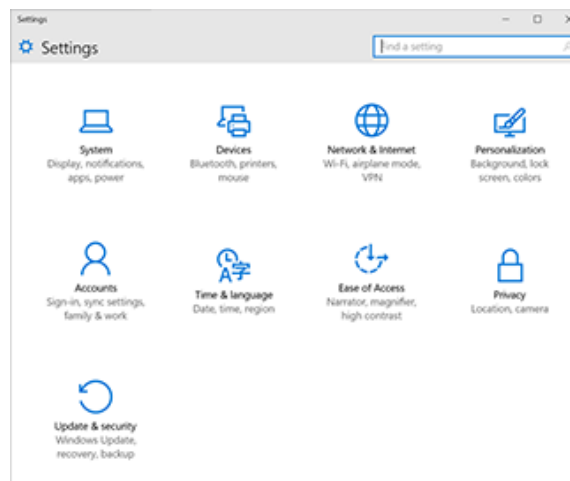 Settings
Settings
Find a setting
System
Display, notifications,
apps, power
Devices
Bluetooth, printers,
mouse
Network & Internet
Wi-Fi, airplane mode,
VPN
Personalization
Background, lock
screen, colors
Accounts
Sign-in, sync settings,
family & work
A字
Time & language
Date, time, region
Ease of Access
Narrator, magnifier,
high contrast
Privacy
Location, camera
Update & security
Windows Update,
recovery, backup